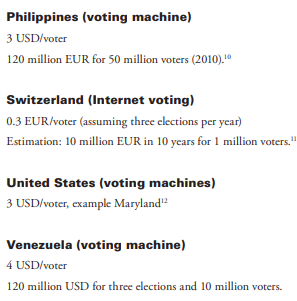 Philippines (voting machine)
3 USD/voter
120 million EUR for 50 million voters (2010).¹⁰
Switzerland (Internet voting)
0.3 EUR/voter (assuming three elections per year)
Estimation: 10 million EUR in 10 years for 1 million voters.¹¹
United States (voting machines)
3 USD/voter, example Maryland¹²
Venezuela (voting machine)
4 USD/voter
120 million USD for three elections and 10 million voters.